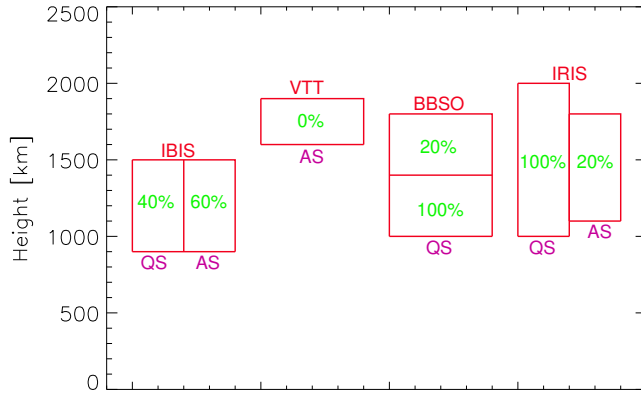 2500
2000
1500
1000
500
0
Height [km]
IBIS
40%
60%
QS
AS
VTT
0%
AS
BBSO
20%
100%
QS
IRIS
100%
20%
QS
AS